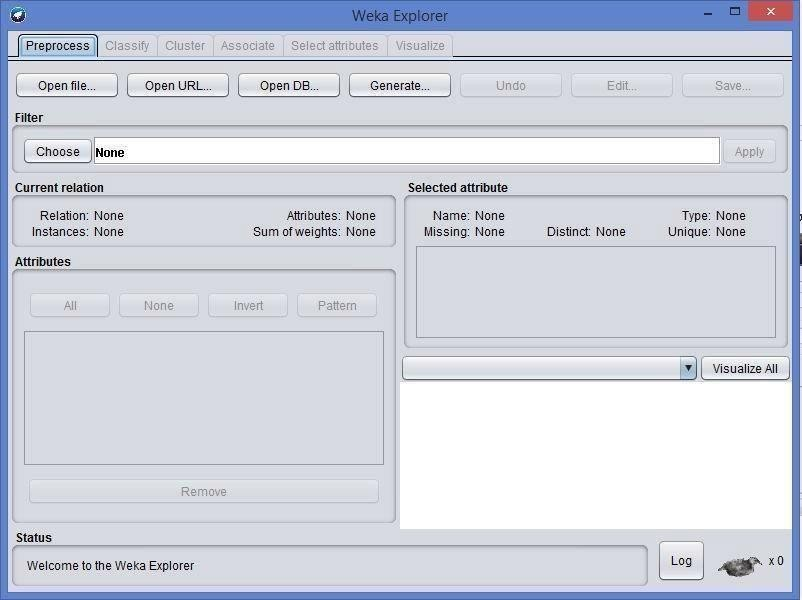 Weka Explorer
Preprocess Classify Cluster Associate Select attributes Visualize
Open file... Open URL... Open DB... Generate... Undo Edit... Save...
Filter
Choose None Apply
Current relation
Relation: None Attributes: None
Instances: None Sum of weights: None
Selected attribute
Name: None Type: None
Missing: None Distinct: None Unique: None
Attributes
All None Invert Pattern
Remove
Visualize All
Status
Welcome to the Weka Explorer
Log x 0